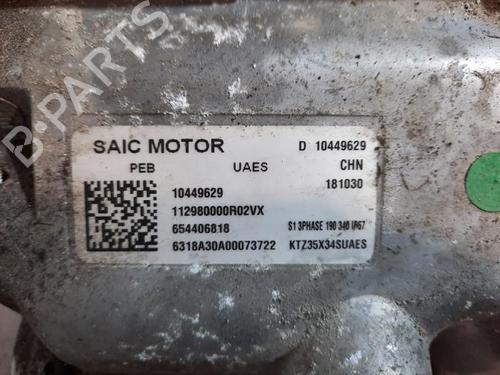 B-PARTS
SAIC MOTOR D 10449629
PEB UAES CHN
10449629 181030
112980000R02VX
654406818 S1 3PHASE 190 340 IP67
6318A30A00073722 KTZ35X34SUAES